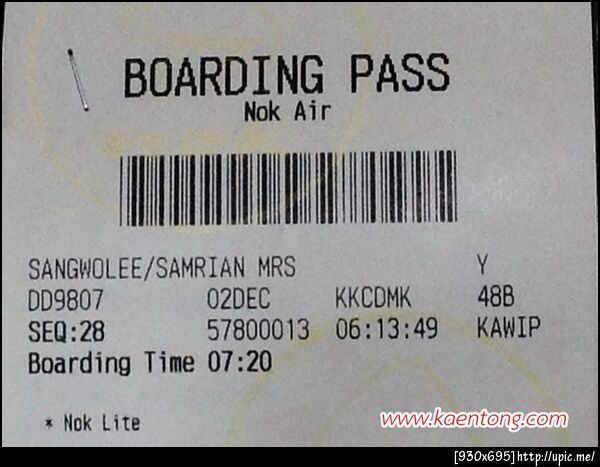 BOARDING PASS
Nok Air
SANGWOLEE/SAMRIAN MRS Y
DD9807 02DEC KKCDMK 48B
SEQ:28 57800013 06:13:49 KAWIP
Boarding Time 07:20
* Nok Lite
www.kaentong.com
[930x695]http://upic.me/